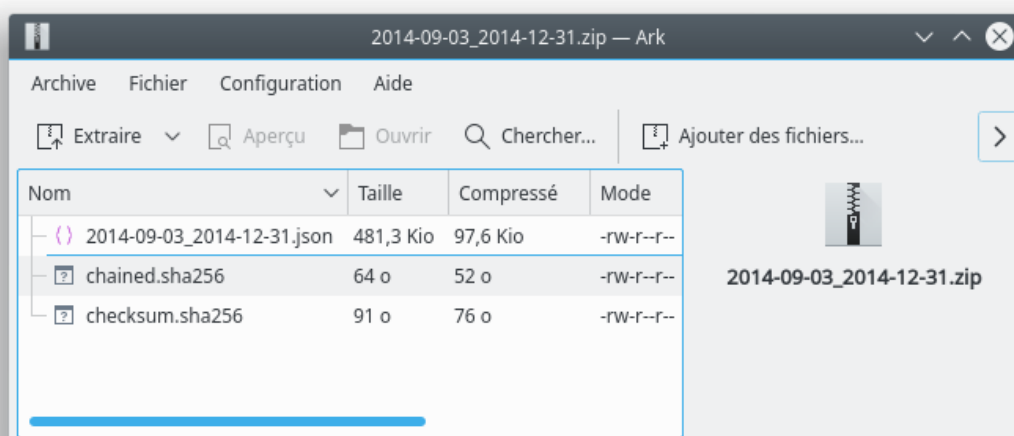 2014-09-03_2014-12-31.zip — Ark
Archive Fichier Configuration Aide
Extraire Aperçu Ouvrir Chercher... Ajouter des fichiers...
Nom Taille Compressé Mode
2014-09-03_2014-12-31.json 481,3 Kio 97,6 Kio -rw-r--r--
chained.sha256 64 o 52 o -rw-r--r--
checksum.sha256 91 o 76 o -rw-r--r--
2014-09-03_2014-12-31.zip